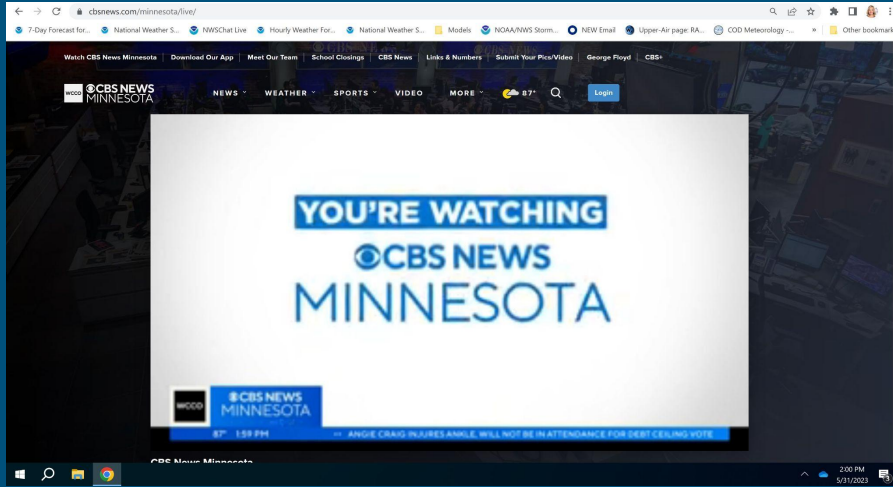 cbsnews.com/minnesota/live/
7-Day Forecast for... National Weather S... NWSChat Live Hourly Weather For... National Weather S... Models NOAA/NWS Storm... NEW Email Upper-Air page: RA... COD Meteorology -... » Other bookmark
Watch CBS News Minnesota Download Our App Meet Our Team School Closings CBS News Links & Numbers Submit Your Pics/Video George Floyd CBS+
WCCO CBS NEWS
MINNESOTA
NEWS WEATHER SPORTS VIDEO MORE 87° Login
YOU'RE WATCHING
CBS NEWS
MINNESOTA
WCCO CBS NEWS
MINNESOTA
87° 1:59 PM ANGIE CRAIG INJURES ANKLE, WILL NOT BE IN ATTENDANCE FOR DEBT CEILING VOTE
CBS News Minnesota
2:00 PM
5/31/2023